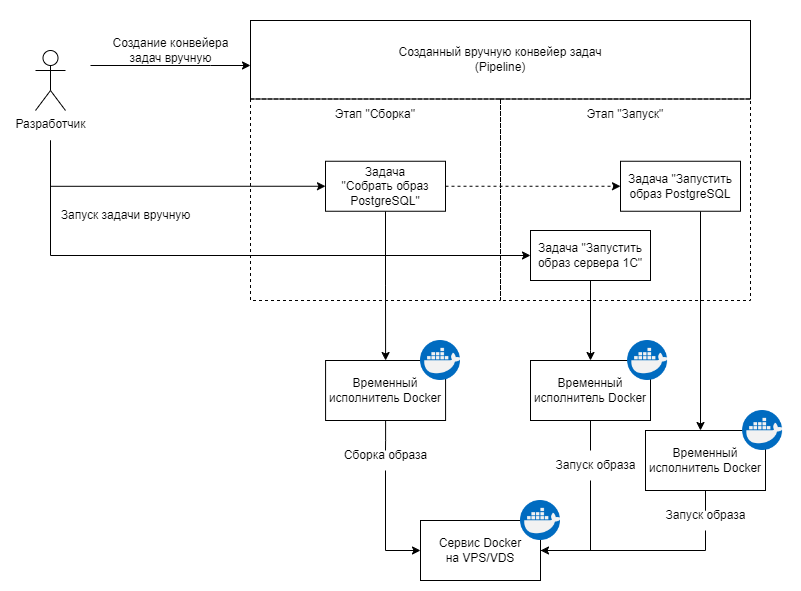 Создание конвейера
задач вручную
Созданный вручную конвейер задач
(Pipeline)
Разработчик
Этап "Сборка"
Этап "Запуск"
Задача
"Собрать образ
PostgreSQL"
Задача "Запустить
образ PostgreSQL
Запуск задачи вручную
Задача "Запустить
образ сервера 1С"
Временный
исполнитель Docker
Временный
исполнитель Docker
Временный
исполнитель Docker
Сборка образа
Запуск образа
Запуск образа
Сервис Docker
на VPS/VDS